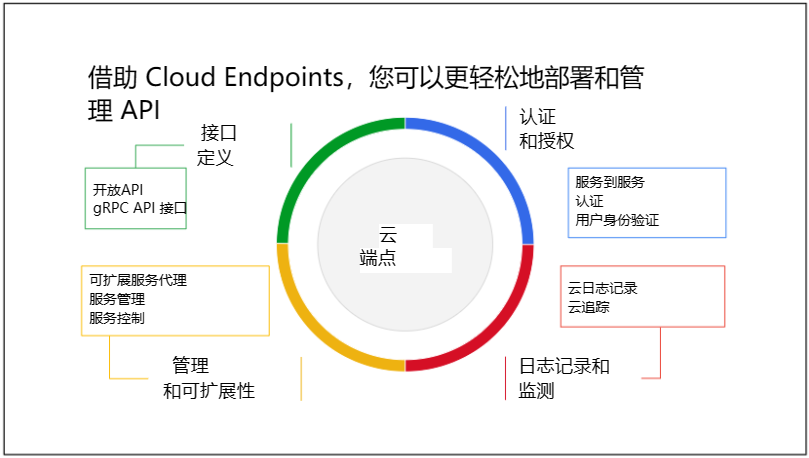 借助 Cloud Endpoints，您可以更轻松地部署和管
理 API
接口
定义
认证
和授权
开放API
gRPC API 接口
服务到服务
认证
用户身份验证
云
端点
可扩展服务代理
服务管理
服务控制
云日志记录
云追踪
管理
和可扩展性
日志记录和
监测